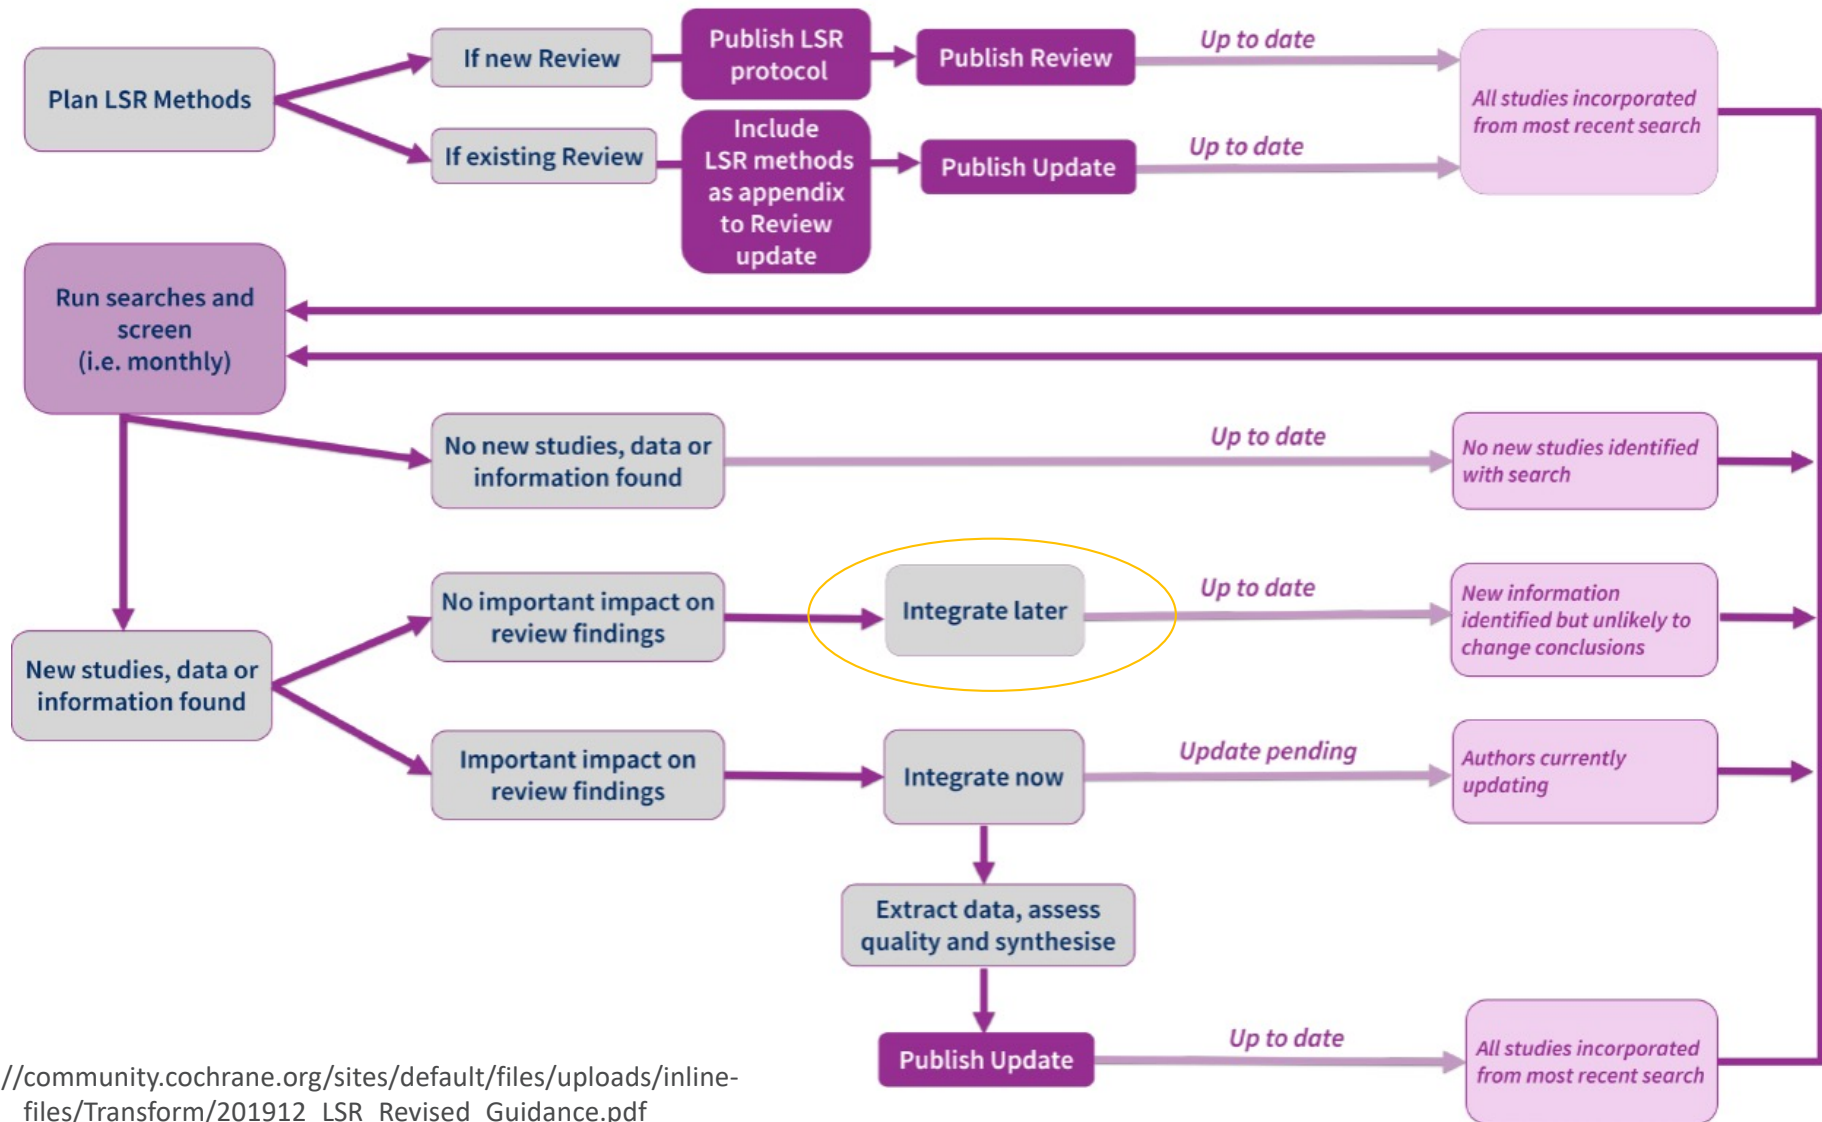 Plan LSR Methods
If new Review
Publish LSR
protocol
Publish Review
Up to date
All studies incorporated
from most recent search
If existing Review
Include
LSR methods
as appendix
to Review
update
Publish Update
Up to date
Run searches and
screen
(i.e. monthly)
No new studies, data or
information found
Up to date
No new studies identified
with search
New studies, data or
information found
No important impact on
review findings
Integrate later
Up to date
New information
identified but unlikely to
change conclusions
Important impact on
review findings
Integrate now
Update pending
Authors currently
updating
Extract data, assess
quality and synthesise
Publish Update
Up to date
All studies incorporated
from most recent search
//community.cochrane.org/sites/default/files/uploads/inline-
files/Transform/201912_LSR_Revised_Guidance.pdf